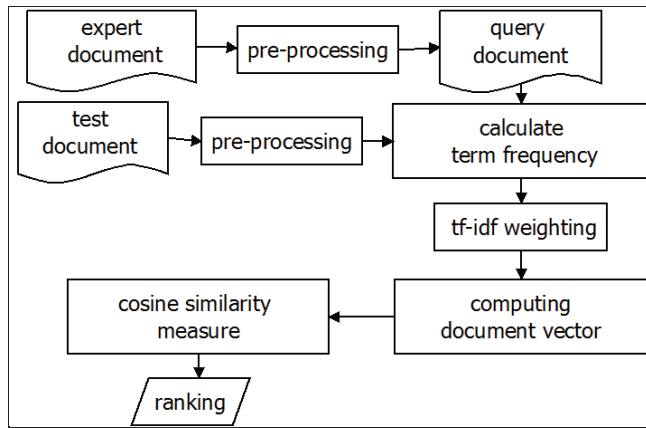 expert
document
pre-processing
query
document
test
document
pre-processing
calculate
term frequency
tf-idf weighting
computing
document vector
cosine similarity
measure
ranking